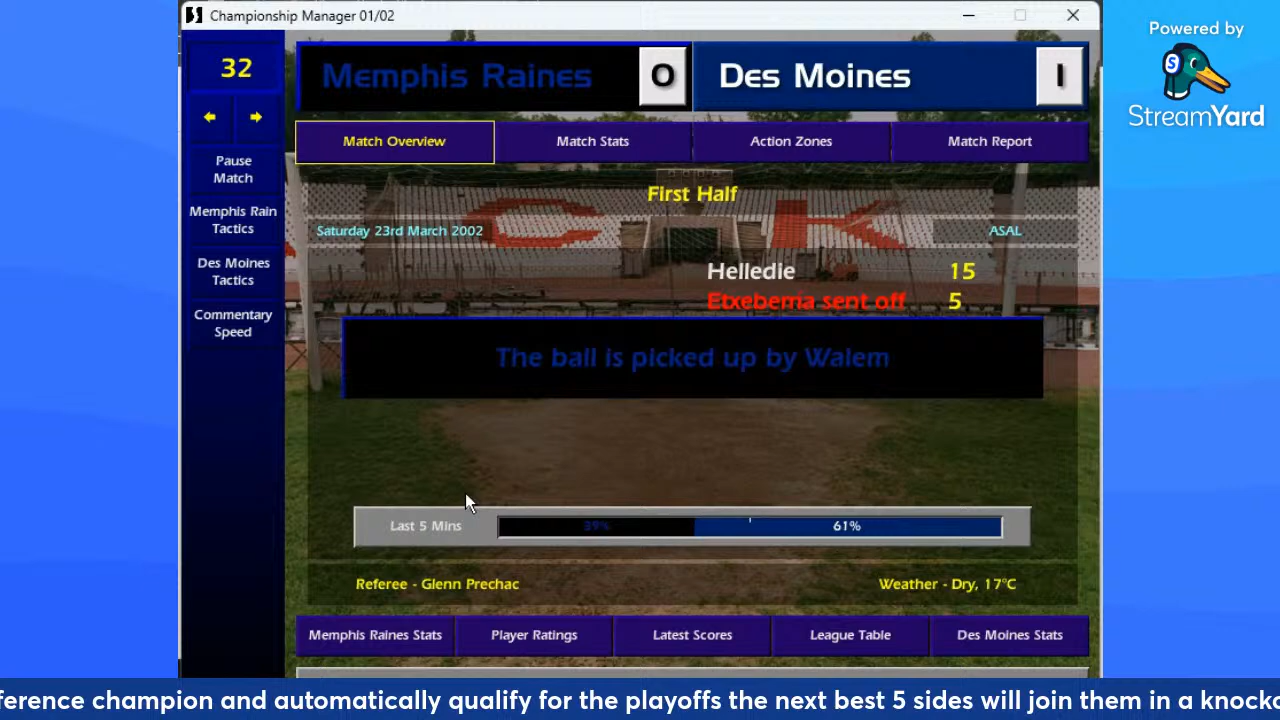 Championship Manager 01/02
Powered by
StreamYard
32
Memphis Raines 0
Des Moines 1
Match Overview
Match Stats
Action Zones
Match Report
Pause
Match
Memphis Rain
Tactics
Des Moines
Tactics
Commentary
Speed
First Half
C K
Saturday 23rd March 2002
ASAL
Helledie 15
Etxeberria sent off 5
The ball is picked up by Walem
Last 5 Mins
39%
61%
Referee - Glenn Prechac
Weather - Dry, 17°C
Memphis Raines Stats
Player Ratings
Latest Scores
League Table
Des Moines Stats
ference champion and automatically qualify for the playoffs the next best 5 sides will join them in a knocko